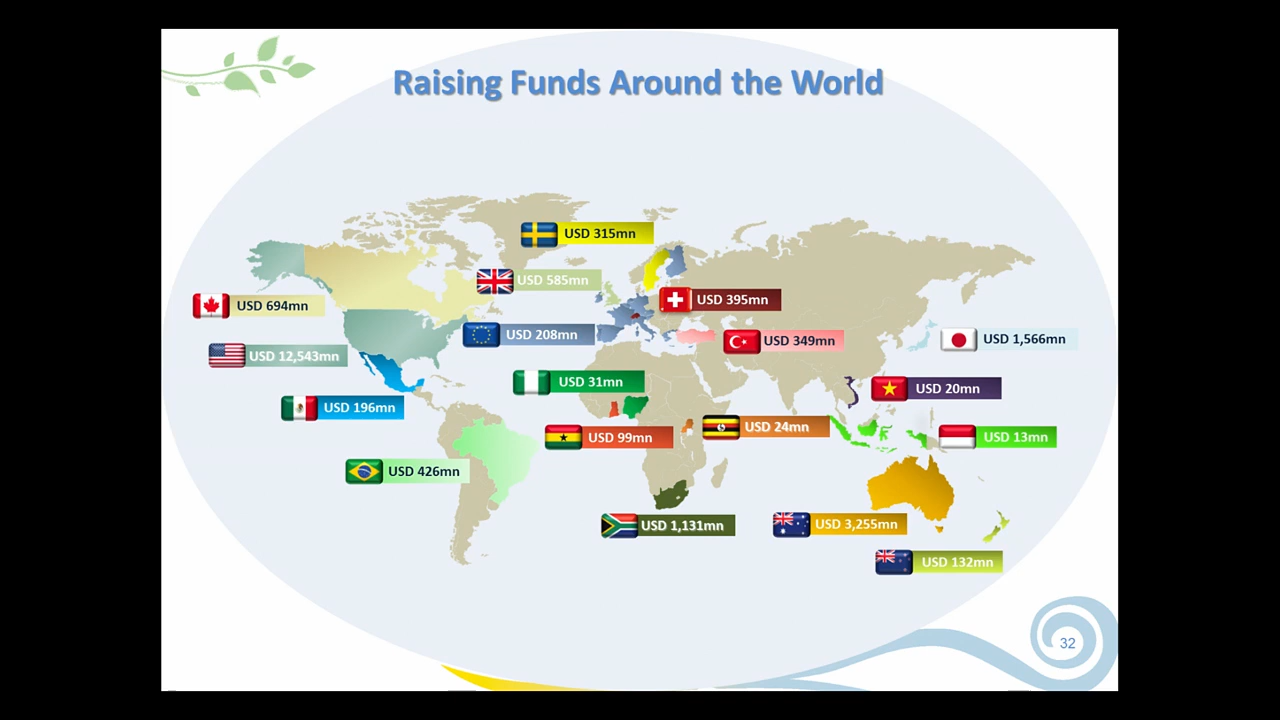 Raising Funds Around the World
USD 315mn
USD 585mn
USD 395mn
USD 694mn
USD 208mn
USD 349mn
USD 1,566mn
USD 12,543mn
USD 31mn
USD 20mn
USD 196mn
USD 99mn
USD 24mn
USD 13mn
USD 426mn
USD 1,131mn
USD 3,255mn
USD 132mn
32